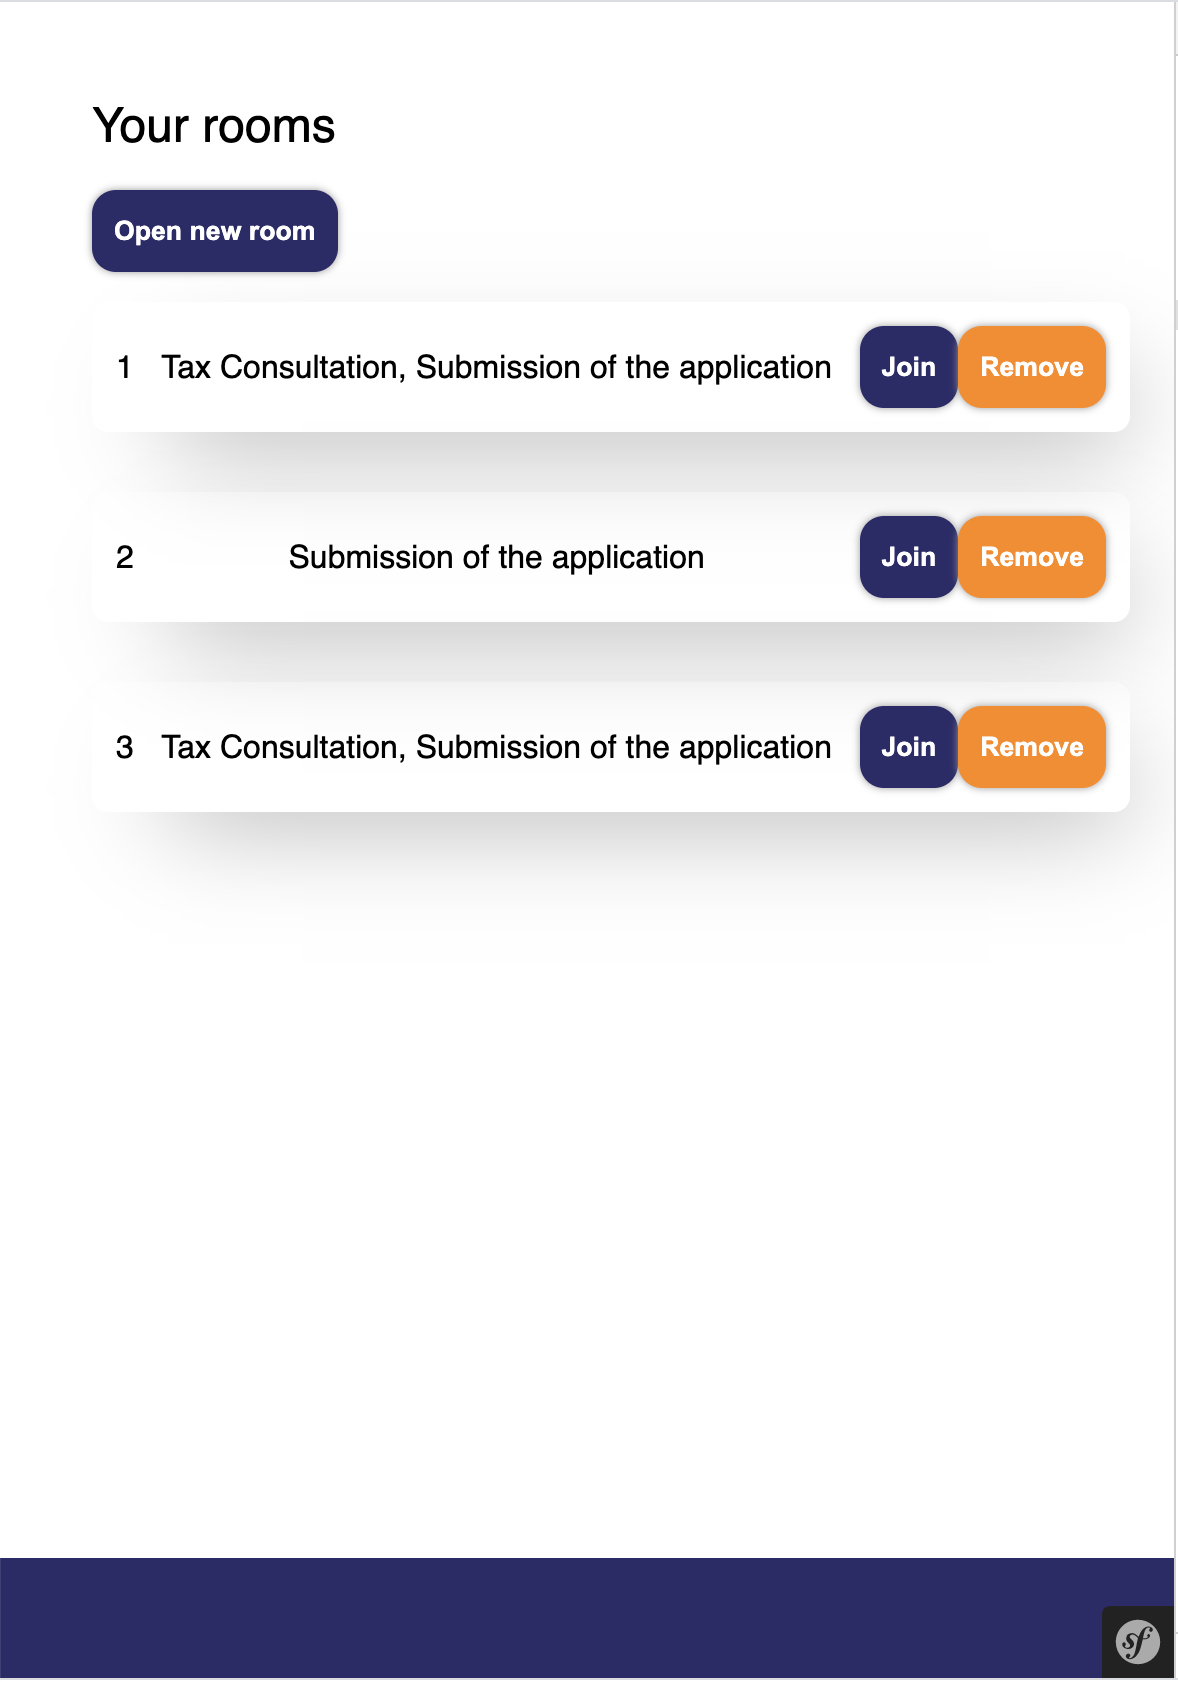 Your rooms
Open new room
1 Tax Consultation, Submission of the application Join Remove
2 Submission of the application Join Remove
3 Tax Consultation, Submission of the application Join Remove
sf